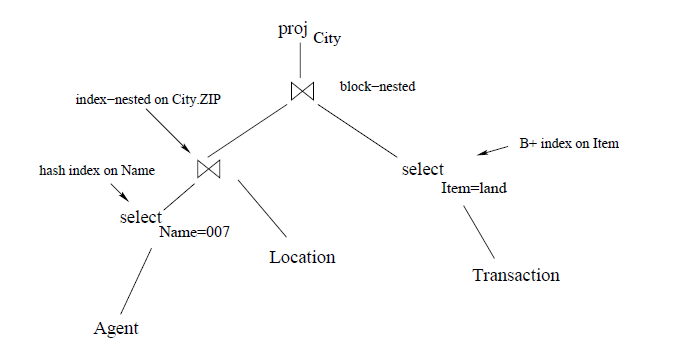 proj City
block-nested
index-nested on City.ZIP
B+ index on Item
hash index on Name
select
Item=land
select
Name=007
Location
Transaction
Agent